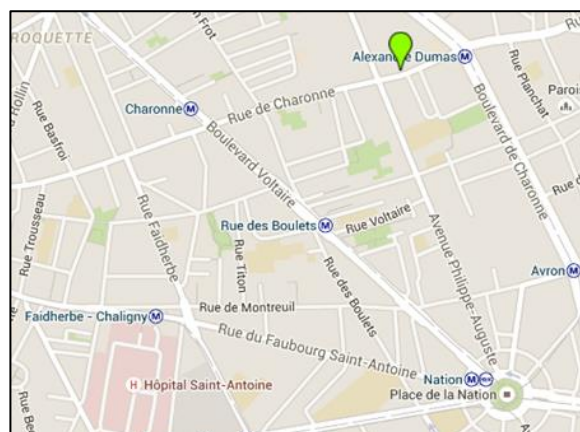 ROQUETTE
Alexandre Dumas M
Rue Planchat
Charonne M
Rue de Charonne
Rue Basfroi
Boulevard Voltaire
Boulevard de Charonne
Rue Trousseau
Rue Faidherbe
Rue des Boulets M
Rue Voltaire
Rue Titon
Rue des Boulets
Avenue Philippe-Auguste
Avron M
Rue de Montreuil
Faidherbe - Chaligny M
Rue du Faubourg Saint-Antoine
H Hôpital Saint-Antoine
Nation M
Place de la Nation